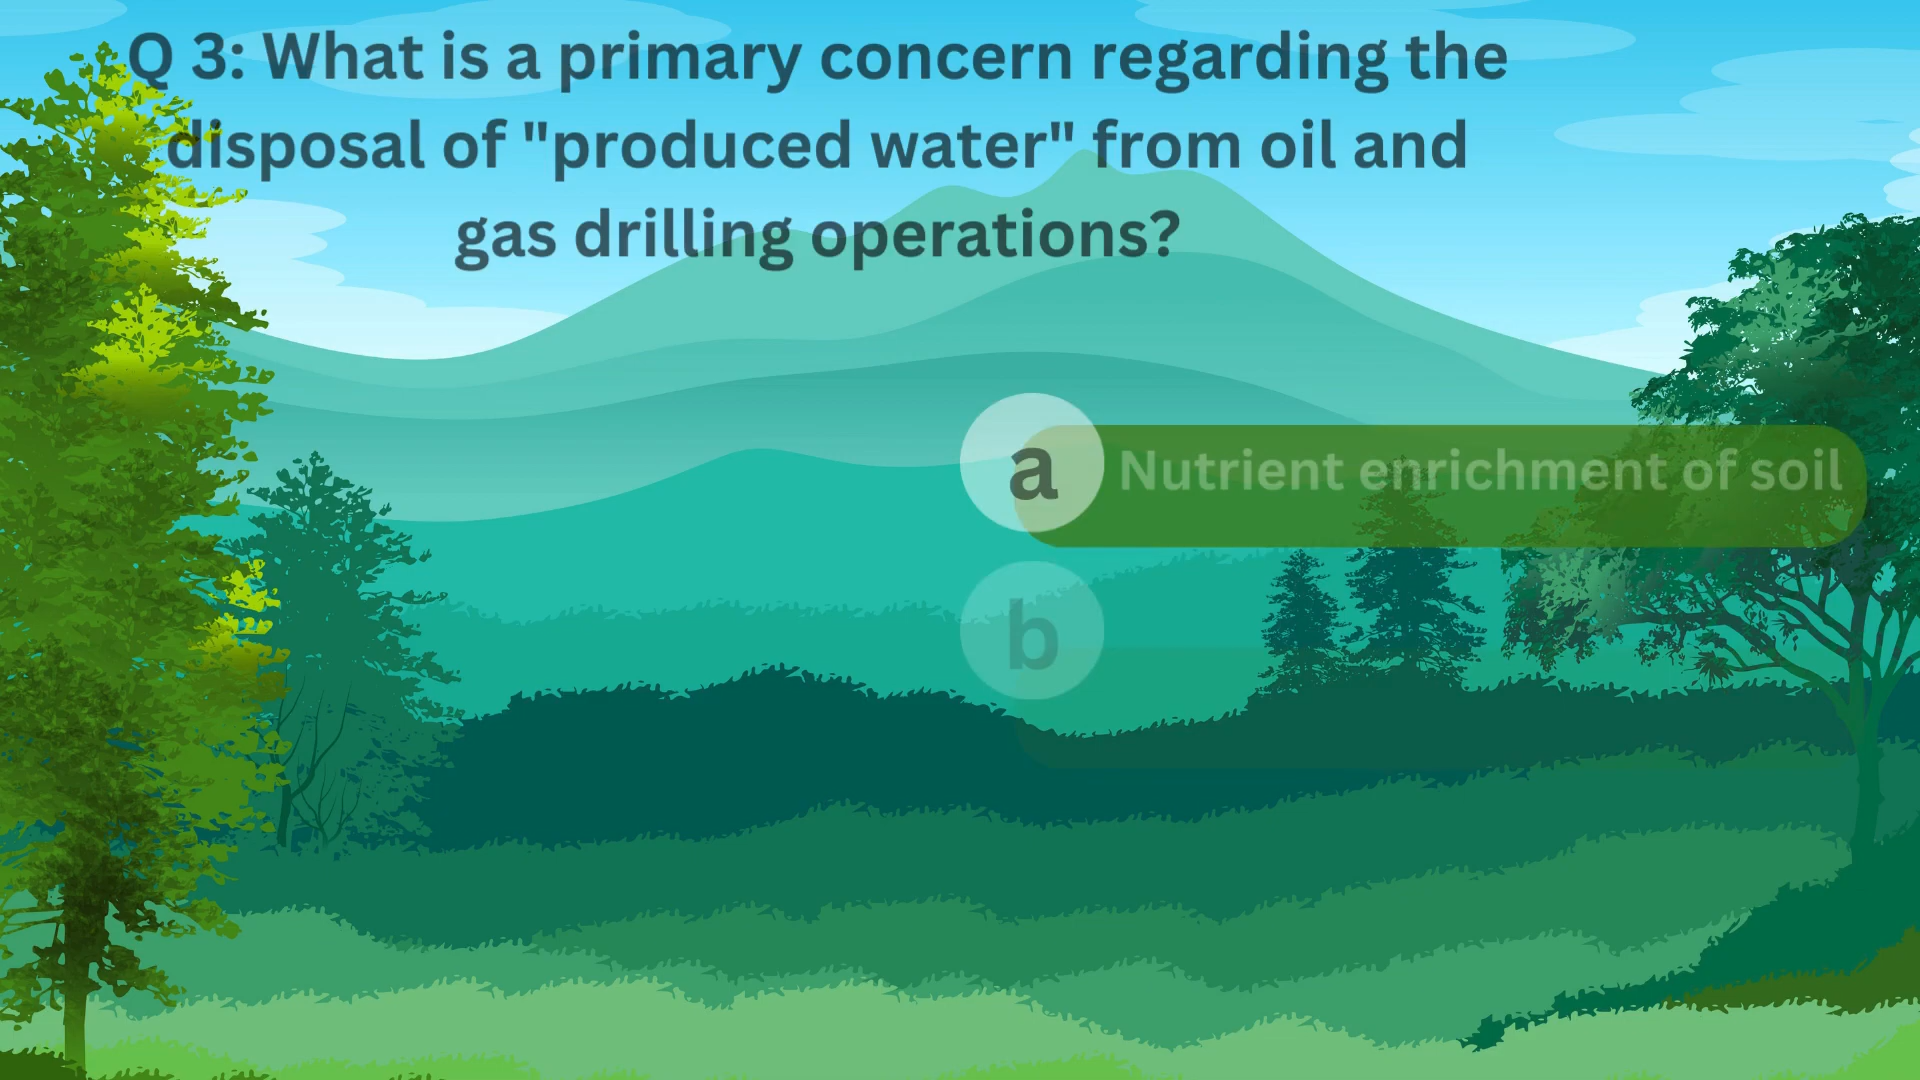 Q 3: What is a primary concern regarding the
disposal of "produced water" from oil and
gas drilling operations?
a Nutrient enrichment of soil
b